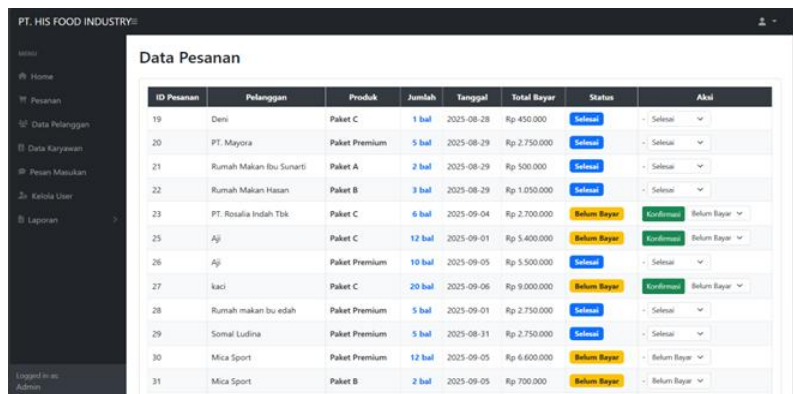 PT. HIS FOOD INDUSTRY
MENU
Home
Pesanan
Data Pelanggan
Data Karyawan
Pesan Masukan
Kelola User
Laporan
Logged in as:
Admin
Data Pesanan
ID Pesanan Pelanggan Produk Jumlah Tanggal Total Bayar Status Aksi
19 Deni Paket C 1 bal 2025-08-28 Rp 450.000 Selesai - Selesai
20 PT. Mayora Paket Premium 5 bal 2025-08-29 Rp 2.750.000 Selesai - Selesai
21 Rumah Makan Ibu Sunarti Paket A 2 bal 2025-08-29 Rp 500.000 Selesai - Selesai
22 Rumah Makan Hasan Paket B 3 bal 2025-08-29 Rp 1.050.000 Selesai - Selesai
23 PT. Rosalia Indah Tbk Paket C 6 bal 2025-09-04 Rp 2.700.000 Belum Bayar Konfirmasi Belum Bayar
25 Aji Paket C 12 bal 2025-09-01 Rp 5.400.000 Belum Bayar Konfirmasi Belum Bayar
26 Aji Paket Premium 10 bal 2025-09-05 Rp 5.500.000 Selesai - Selesai
27 kaci Paket C 20 bal 2025-09-06 Rp 9.000.000 Belum Bayar Konfirmasi Belum Bayar
28 Rumah makan bu edah Paket Premium 5 bal 2025-09-01 Rp 2.750.000 Selesai - Selesai
29 Somal Ludina Paket Premium 5 bal 2025-08-31 Rp 2.750.000 Selesai - Selesai
30 Mica Sport Paket Premium 12 bal 2025-09-05 Rp 6.600.000 Belum Bayar - Belum Bayar
31 Mica Sport Paket B 2 bal 2025-09-05 Rp 700.000 Belum Bayar - Belum Bayar